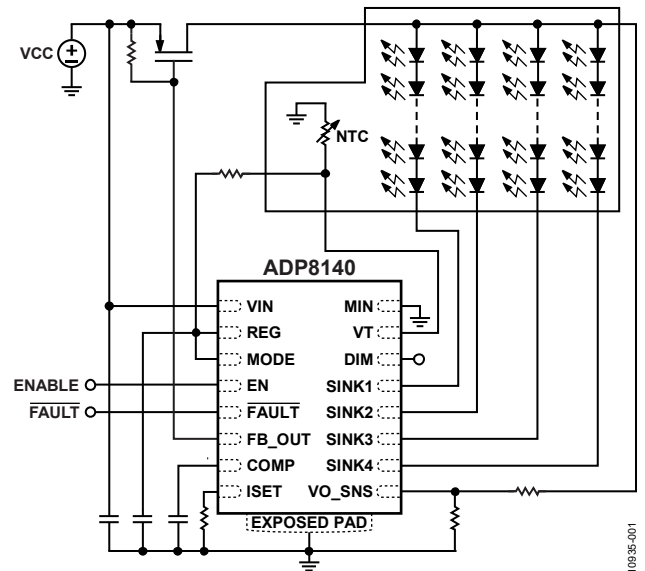 VCC
NTC
ADP8140
VIN
REG
MODE
EN
FAULT
FB_OUT
COMP
ISET
MIN
VT
DIM
SINK1
SINK2
SINK3
SINK4
VO_SNS
EXPOSED PAD
ENABLE
FAULT
10935-001